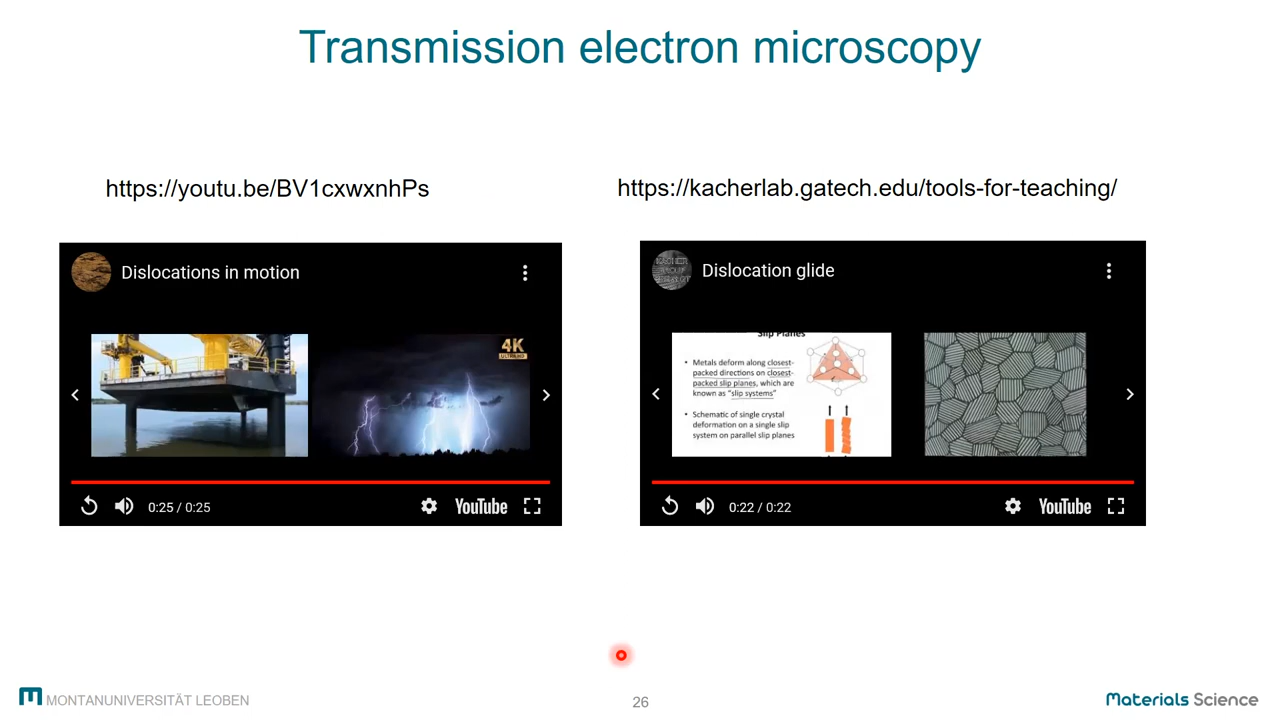 Transmission electron microscopy
https://youtu.be/BV1cxwxnhPs
https://kacherlab.gatech.edu/tools-for-teaching/
Dislocations in motion
4K
ULTRA HD
0:25 / 0:25
YouTube
Dislocation glide
Slip Planes
• Metals deform along closest-
packed directions on closest-
packed slip planes, which are
known as “slip systems”
• Schematic of single crystal
deformation on a single slip
system on parallel slip planes
0:22 / 0:22
YouTube
MONTANUNIVERSITÄT LEOBEN
26
Materials Science